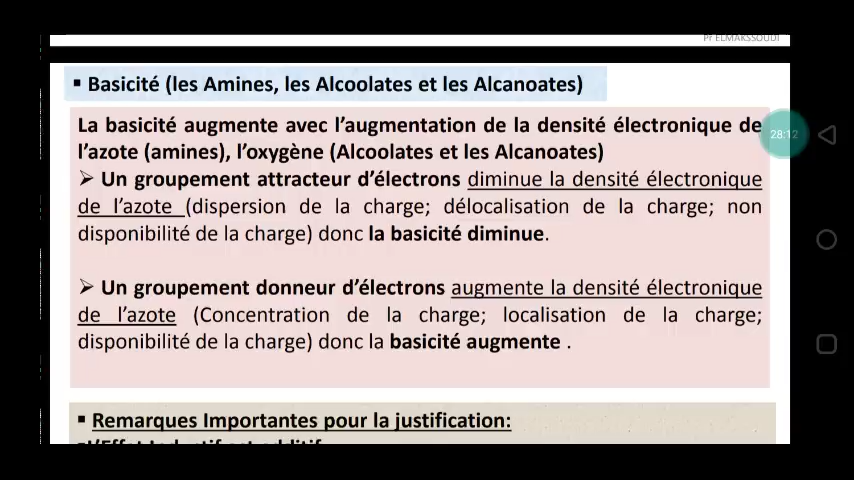 Pr ELMAKSSOUDI
▪ Basicité (les Amines, les Alcoolates et les Alcanoates)
La basicité augmente avec l’augmentation de la densité électronique de
28:12
l’azote (amines), l’oxygène (Alcoolates et les Alcanoates)
➢ Un groupement attracteur d’électrons diminue la densité électronique
de l’azote (dispersion de la charge; délocalisation de la charge; non
disponibilité de la charge) donc la basicité diminue.
➢ Un groupement donneur d’électrons augmente la densité électronique
de l’azote (Concentration de la charge; localisation de la charge;
disponibilité de la charge) donc la basicité augmente .
▪ Remarques Importantes pour la justification:
▪L’Effet Inductif est additif